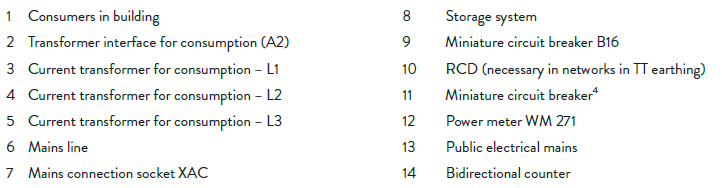 1 Consumers in building
2 Transformer interface for consumption (A2)
3 Current transformer for consumption – L1
4 Current transformer for consumption – L2
5 Current transformer for consumption – L3
6 Mains line
7 Mains connection socket XAC
8 Storage system
9 Miniature circuit breaker B16
10 RCD (necessary in networks in TT earthing)
11 Miniature circuit breaker⁴
12 Power meter WM 271
13 Public electrical mains
14 Bidirectional counter